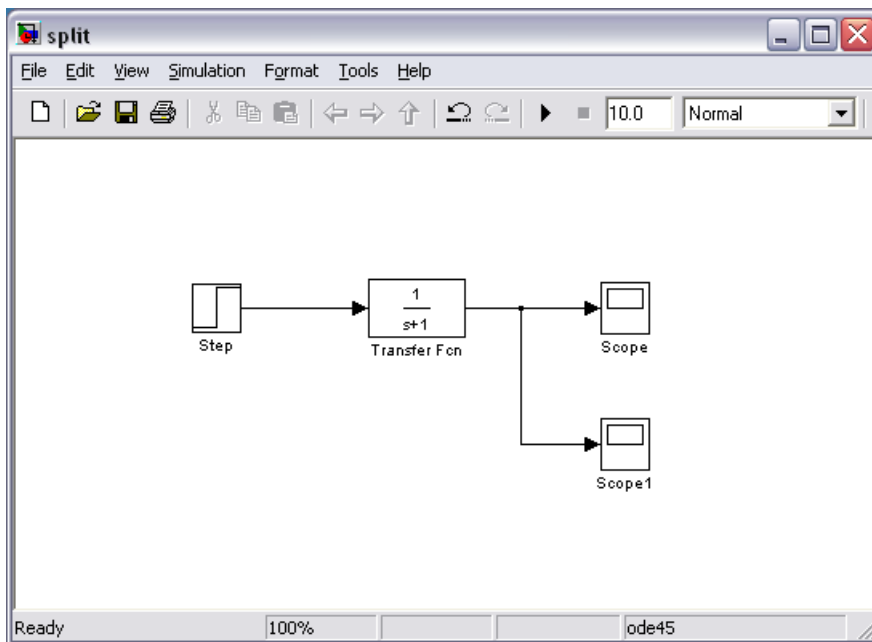 split
File Edit View Simulation Format Tools Help
10.0 Normal
1
s+1
Step
Transfer Fcn
Scope
Scope1
Ready 100% ode45